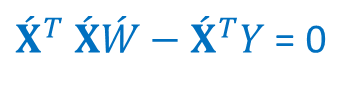 X́ᵀ X́Ẃ − X́ᵀY = 0